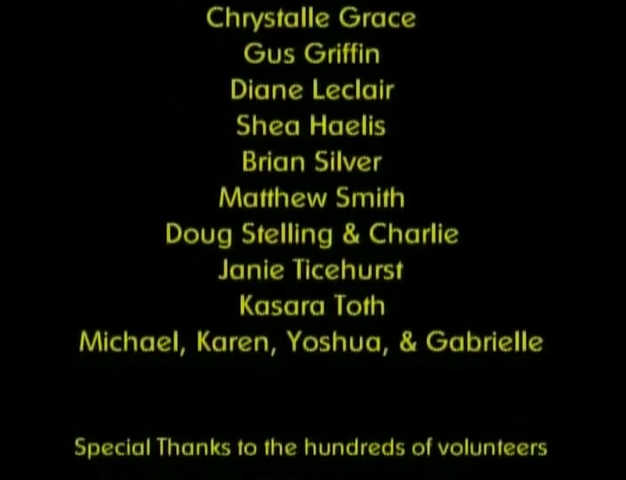 Chrystalle Grace
Gus Griffin
Diane Leclair
Shea Haelis
Brian Silver
Matthew Smith
Doug Stelling & Charlie
Janie Ticehurst
Kasara Toth
Michael, Karen, Yoshua, & Gabrielle
Special Thanks to the hundreds of volunteers